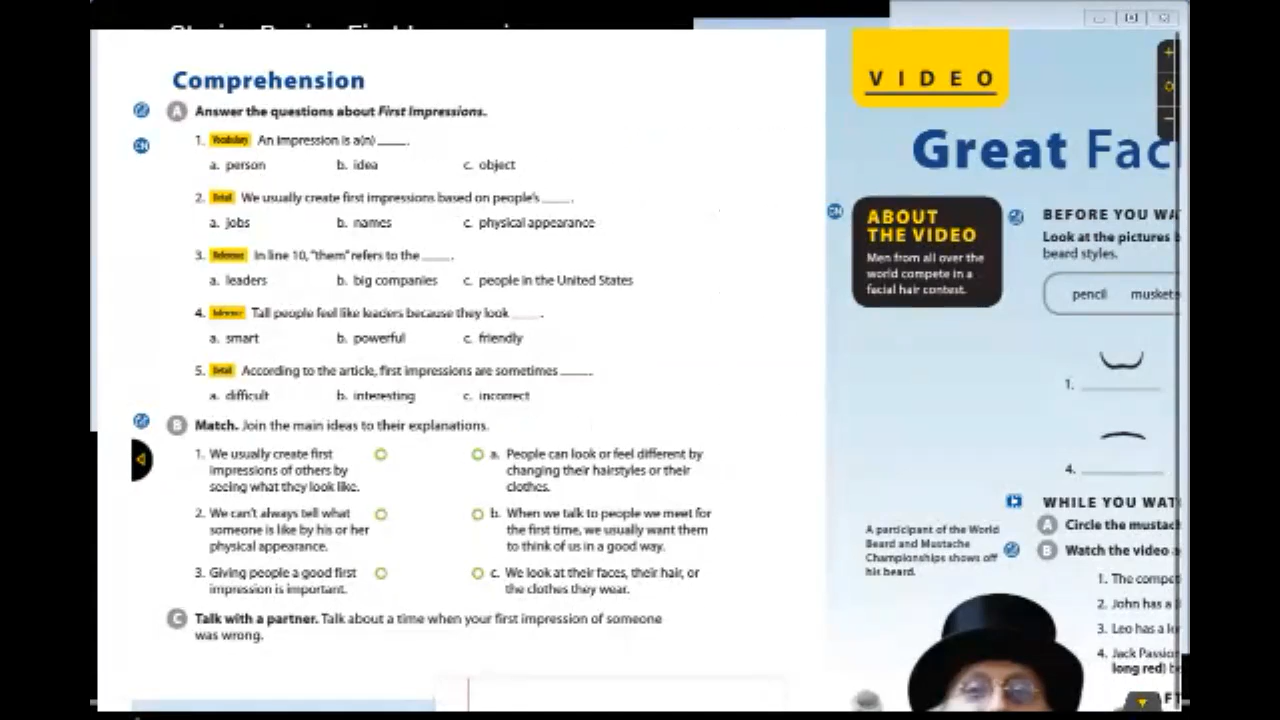 Comprehension
A Answer the questions about First Impressions.
1. Vocabulary An impression is a(n) ____.
a. person b. idea c. object
2. Detail We usually create first impressions based on people's ____.
a. jobs b. names c. physical appearance
3. Reference In line 10, "them" refers to the ____.
a. leaders b. big companies c. people in the United States
4. Inference Tall people feel like leaders because they look ____.
a. smart b. powerful c. friendly
5. Detail According to the article, first impressions are sometimes ____.
a. difficult b. interesting c. incorrect
B Match. Join the main ideas to their explanations.
1. We usually create first
impressions of others by
seeing what they look like.
2. We can't always tell what
someone is like by his or her
physical appearance.
3. Giving people a good first
impression is important.
a. People can look or feel different by
changing their hairstyles or their
clothes.
b. When we talk to people we meet for
the first time, we usually want them
to think of us in a good way.
c. We look at their faces, their hair, or
the clothes they wear.
C Talk with a partner. Talk about a time when your first impression of someone
was wrong.
VIDEO
Great Fac
ABOUT
THE VIDEO
Men from all over the
world compete in a
facial hair contest.
BEFORE YOU WA
Look at the pictures
beard styles.
pencil musket
1. ____
4. ____
WHILE YOU WAT
A Circle the mustac
B Watch the video
1. The compet
2. John has a
3. Leo has a lo
4. Jack Passio
long red) b
A participant of the World
Beard and Mustache
Championships shows off
his beard.